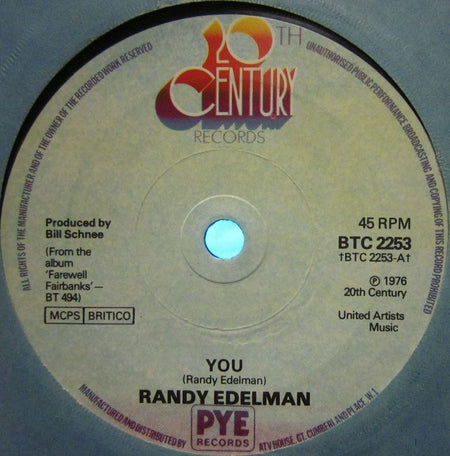 20TH
CENTURY
RECORDS
ALL RIGHTS OF THE MANUFACTURER AND OF THE OWNER OF THE RECORDED WORK RESERVED
UNAUTHORISED PUBLIC PERFORMANCE BROADCASTING AND COPYING OF THIS RECORD PROHIBITED
Produced by
Bill Schnee
(From the
album
'Farewell
Fairbanks'—
BT 494)
MCPS BRITICO
45 RPM
BTC 2253
†BTC 2253-A†
Ⓟ 1976
20th Century
United Artists
Music
YOU
(Randy Edelman)
RANDY EDELMAN
MANUFACTURED AND DISTRIBUTED BY
PYE
RECORDS
ATV HOUSE, GT. CUMBERLAND PLACE, W.1